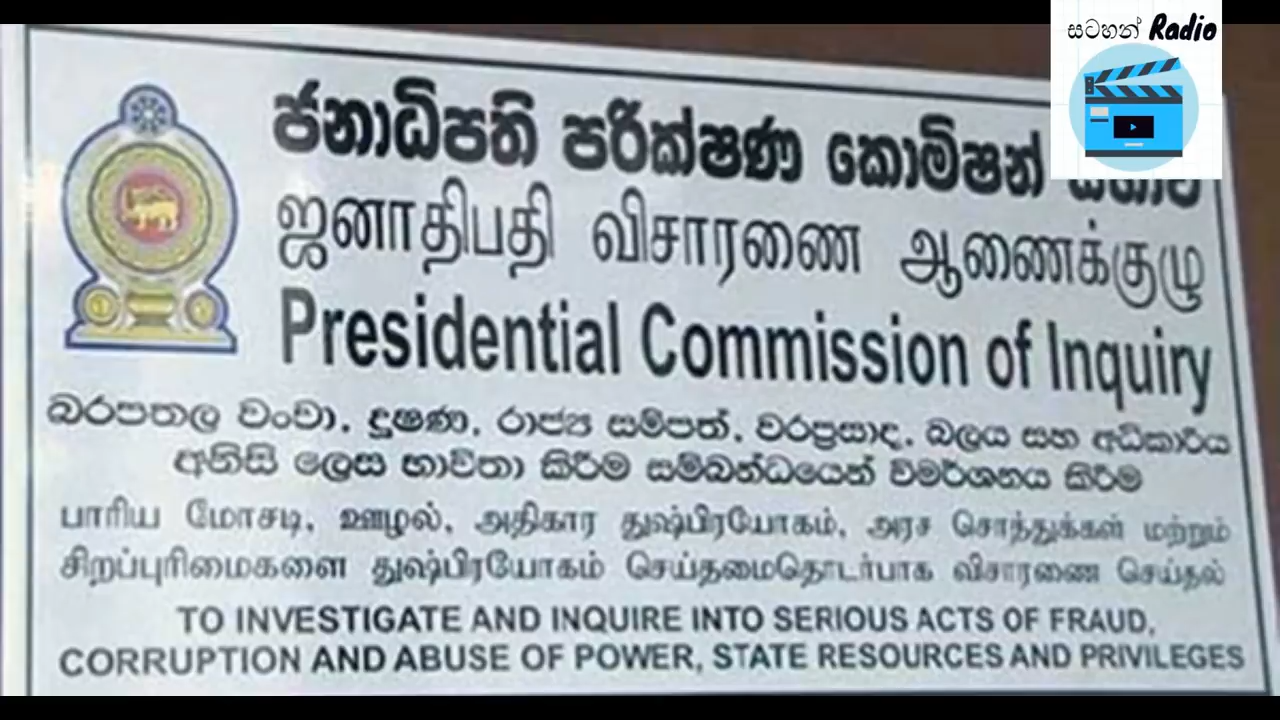 සටහන් Radio
ජනාධිපති පරීක්ෂණ කොමිෂන්
ஜனாதிபதி விசாரணை ஆணைக்குழு
Presidential Commission of Inquiry
බරපතල වංචා, දූෂණ, රාජ්‍ය සම්පත්, වරප්‍රසාද, බලය සහ අධිකාරිය
අනිසි ලෙස භාවිතා කිරීම සම්බන්ධයෙන් විමර්ශනය කිරීම
பாரிய மோசடி, ஊழல், அதிகார துஷ்பிரயோகம், அரச சொத்துக்கள் மற்றும்
சிறப்புரிமைகளை துஷ்பிரயோகம் செய்தமைதொடர்பாக விசாரணை செய்தல்
TO INVESTIGATE AND INQUIRE INTO SERIOUS ACTS OF FRAUD,
CORRUPTION AND ABUSE OF POWER, STATE RESOURCES AND PRIVILEGES